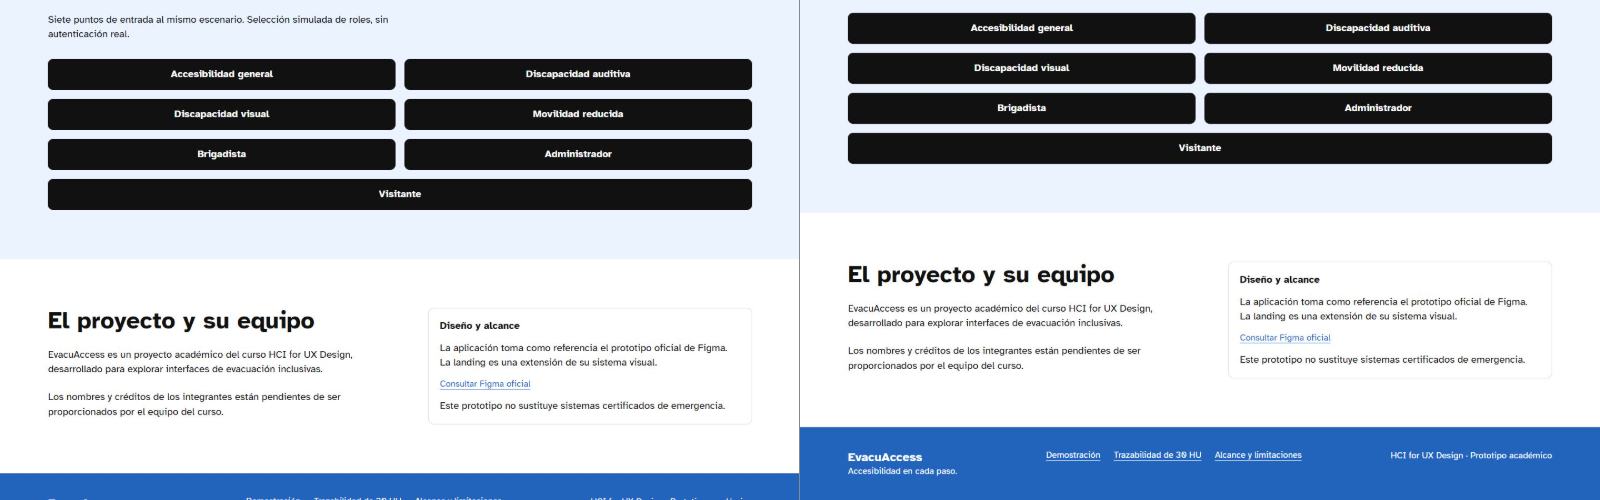 Siete puntos de entrada al mismo escenario. Selección simulada de roles, sin
autenticación real.
Accesibilidad general
Discapacidad auditiva
Discapacidad visual
Movilidad reducida
Brigadista
Administrador
Visitante
El proyecto y su equipo
EvacuAccess es un proyecto académico del curso HCI for UX Design,
desarrollado para explorar interfaces de evacuación inclusivas.
Los nombres y créditos de los integrantes están pendientes de ser
proporcionados por el equipo del curso.
Diseño y alcance
La aplicación toma como referencia el prototipo oficial de Figma.
La landing es una extensión de su sistema visual.
Consultar Figma oficial
Este prototipo no sustituye sistemas certificados de emergencia.
Accesibilidad general
Discapacidad auditiva
Discapacidad visual
Movilidad reducida
Brigadista
Administrador
Visitante
El proyecto y su equipo
EvacuAccess es un proyecto académico del curso HCI for UX Design,
desarrollado para explorar interfaces de evacuación inclusivas.
Los nombres y créditos de los integrantes están pendientes de ser
proporcionados por el equipo del curso.
Diseño y alcance
La aplicación toma como referencia el prototipo oficial de Figma.
La landing es una extensión de su sistema visual.
Consultar Figma oficial
Este prototipo no sustituye sistemas certificados de emergencia.
EvacuAccess
Accesibilidad en cada paso.
Demostración
Trazabilidad de 30 HU
Alcance y limitaciones
HCI for UX Design · Prototipo académico